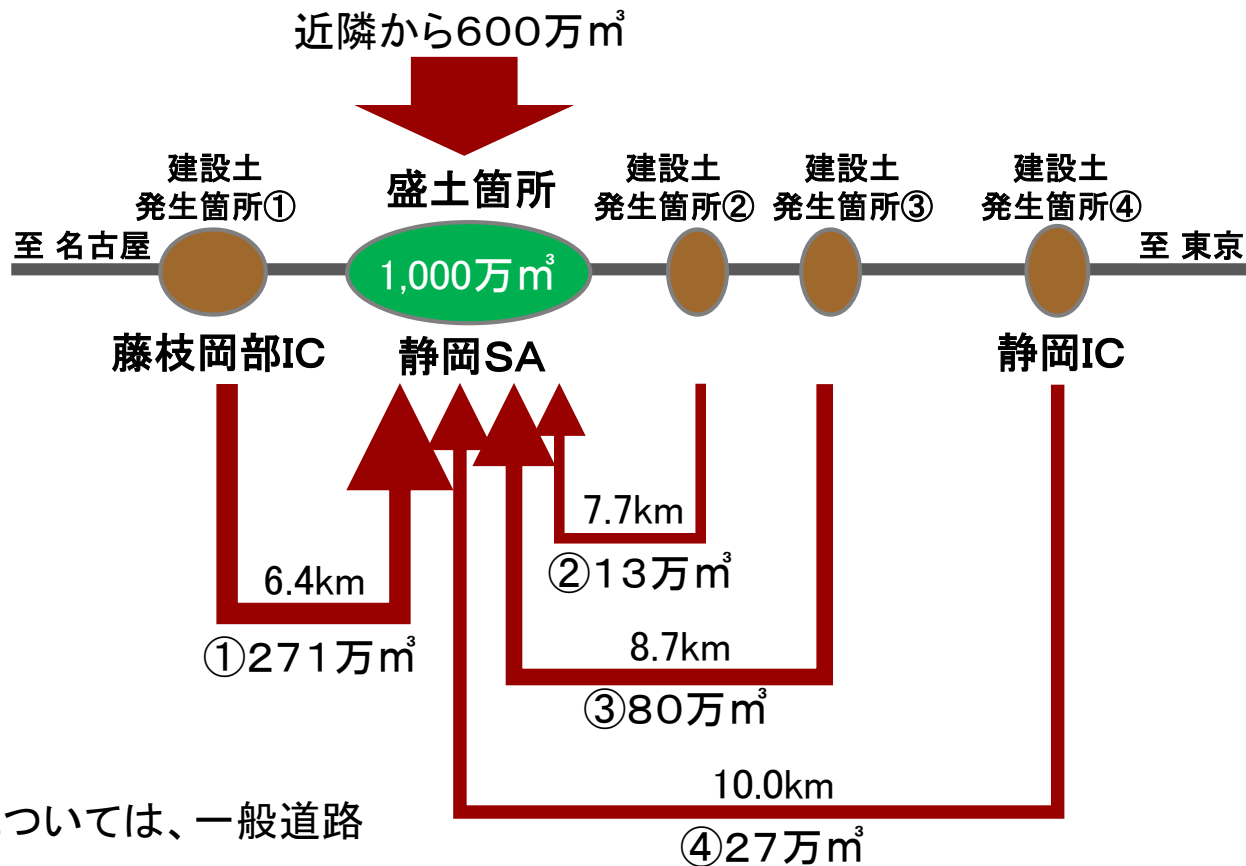 近隣から600万㎥
建設土
発生箇所①
盛土箇所
建設土
発生箇所②
建設土
発生箇所③
建設土
発生箇所④
至 名古屋
1,000万㎥
至 東京
藤枝岡部IC
静岡SA
静岡IC
7.7km
②13万㎥
6.4km
①271万㎥
8.7km
③80万㎥
10.0km
④27万㎥
ついては、一般道路